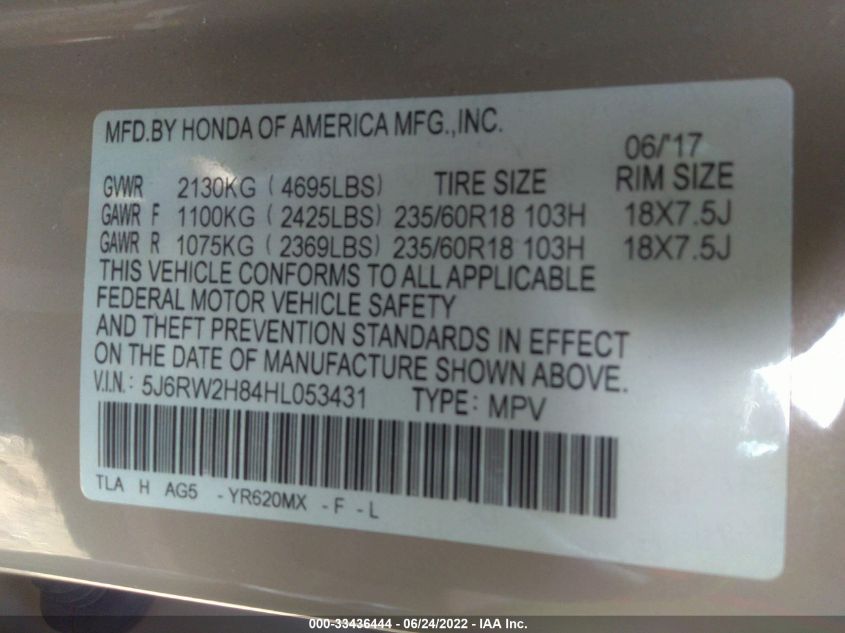 MFD.BY HONDA OF AMERICA MFG.,INC.
06/'17
GVWR 2130KG ( 4695LBS) TIRE SIZE RIM SIZE
GAWR F 1100KG ( 2425LBS) 235/60R18 103H 18X7.5J
GAWR R 1075KG ( 2369LBS) 235/60R18 103H 18X7.5J
THIS VEHICLE CONFORMS TO ALL APPLICABLE
FEDERAL MOTOR VEHICLE SAFETY
AND THEFT PREVENTION STANDARDS IN EFFECT
ON THE DATE OF MANUFACTURE SHOWN ABOVE.
V.I.N.: 5J6RW2H84HL053431 TYPE: MPV
TLA H AG5 -YR620MX -F -L
000-33436444 - 06/24/2022 - IAA Inc.